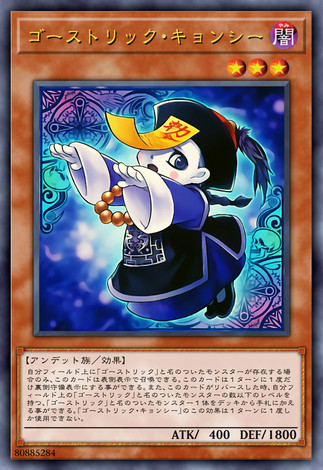 ゴーストリック・キョンシー
やみ
闇
勅
【アンデット族／効果】
自分フィールド上に「ゴーストリック」と名のついたモンスターが存在する場
合のみ、このカードは表側表示で召喚できる。このカードは１ターンに１度だ
け裏側守備表示にする事ができる。また、このカードがリバースした時、自分フ
ィールド上の「ゴーストリック」と名のついたモンスターの数以下のレベルを
持つ、「ゴーストリック」と名のついたモンスター１体をデッキから手札に加え
る事ができる。「ゴーストリック・キョンシー」のこの効果は１ターンに１度し
か使用できない。
ATK/ 400 DEF/1800
80885284